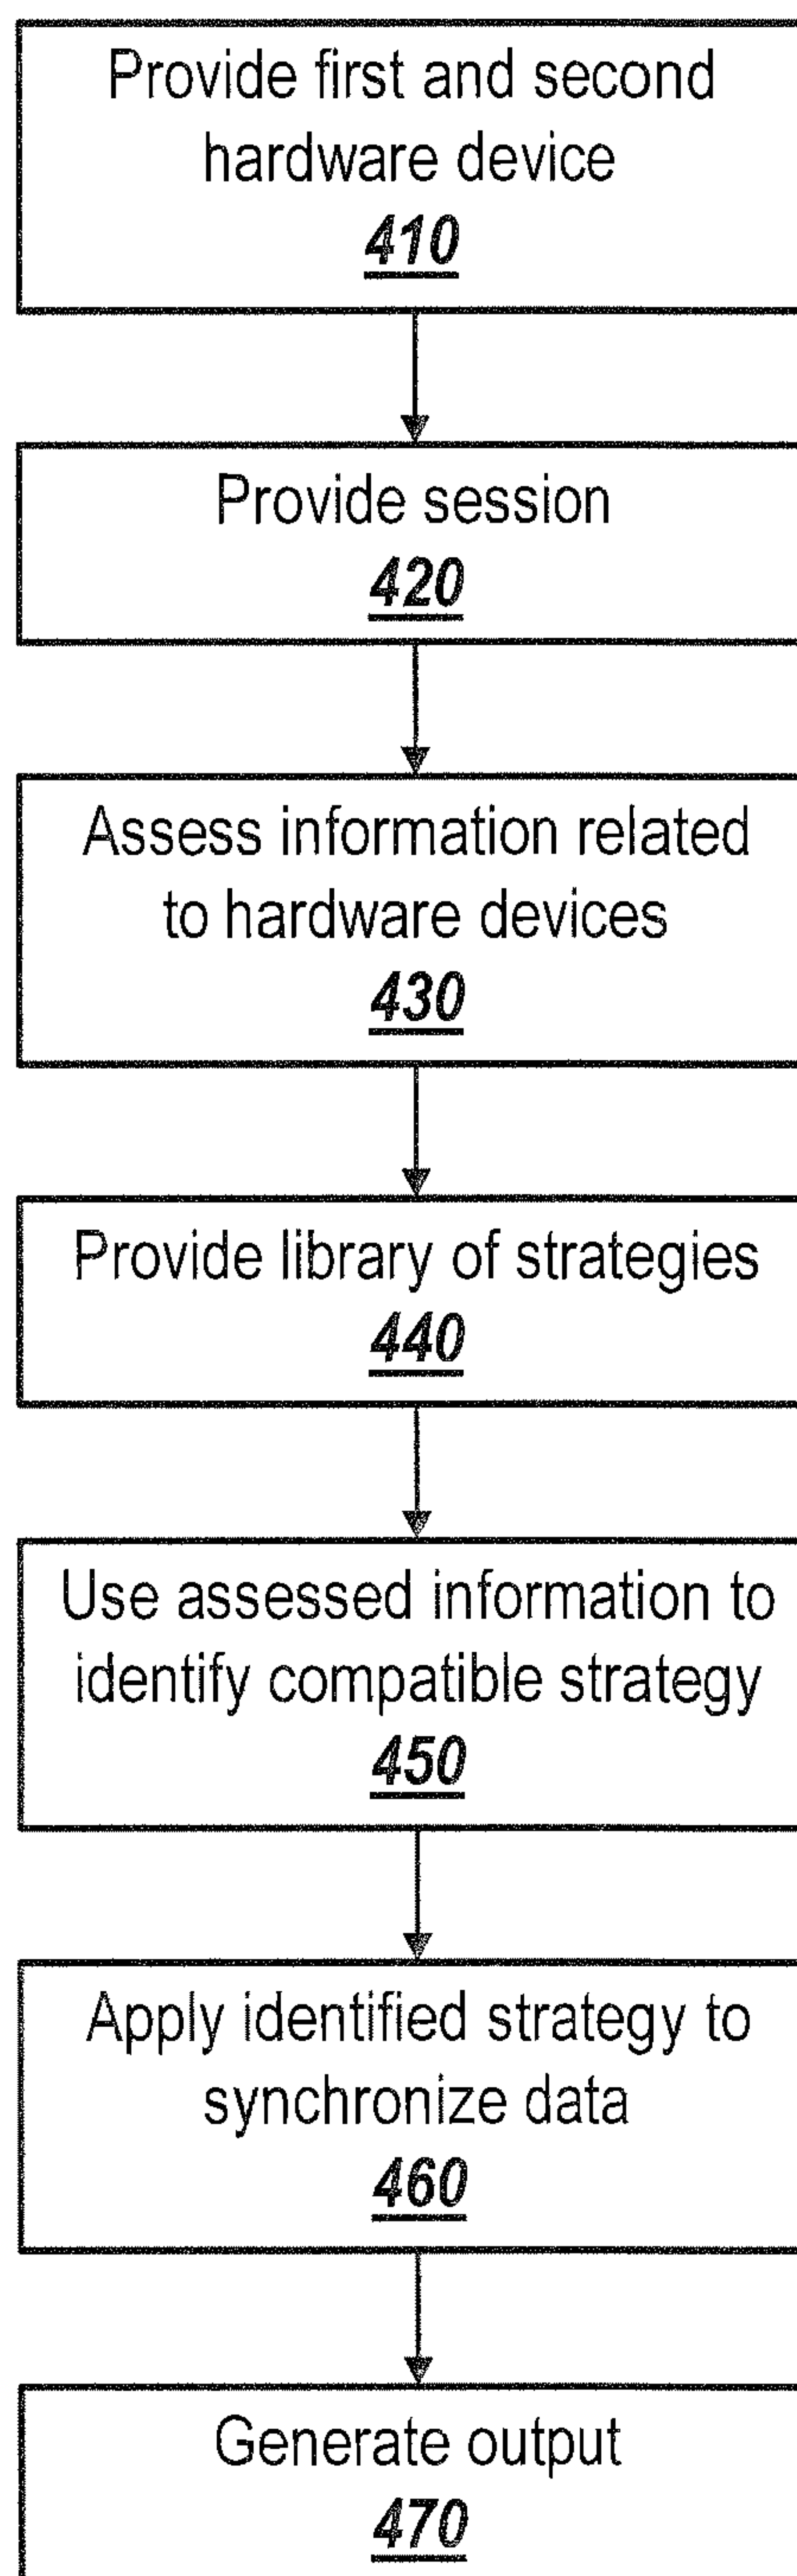 Provide first and second
hardware device
410
Provide session
420
Assess information related
to hardware devices
430
Provide library of strategies
440
Use assessed information to
identify compatible strategy
450
Apply identified strategy to
synchronize data
460
Generate output
470